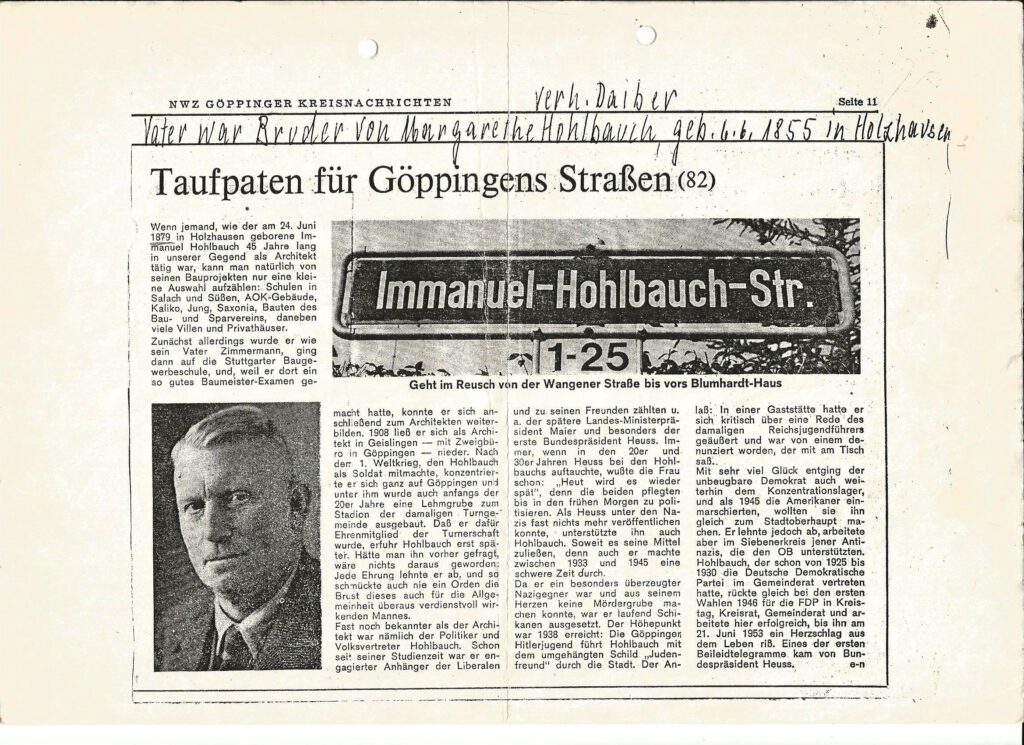 verh. Daiber
NWZ GÖPPINGER KREISNACHRICHTEN
Seite 11
Vater war Bruder von Margarethe Hohlbauch, geb. 6.6. 1855 in Holzhausen
Taufpaten für Göppingens Straßen (82)
Wenn jemand, wie der am 24. Juni
1879 in Holzhausen geborene Im-
manuel Hohlbauch 45 Jahre lang
in unserer Gegend als Architekt
tätig war, kann man natürlich von
seinen Bauprojekten nur eine klei-
ne Auswahl aufzählen: Schulen in
Salach und Süßen, AOK-Gebäude,
Kaliko, Jung, Saxonia, Bauten des
Bau- und Sparvereins, daneben
viele Villen und Privathäuser.
Zunächst allerdings wurde er wie
sein Vater Zimmermann, ging
dann auf die Stuttgarter Bauge-
werbeschule, und, weil er dort ein
so gutes Baumeister-Examen ge-
Immanuel-Hohlbauch-Str.
1-25
Geht im Reusch von der Wangener Straße bis vors Blumhardt-Haus
macht hatte, konnte er sich an-
schließend zum Architekten weiter-
bilden. 1908 ließ er sich als Archi-
tekt in Geislingen — mit Zweigbü-
ro in Göppingen — nieder. Nach
dem 1. Weltkrieg, den Hohlbauch
als Soldat mitmachte, konzentrier-
te er sich ganz auf Göppingen und
unter ihm wurde auch anfangs der
20er Jahre eine Lehmgrube zum
Stadion der damaligen Turnge-
meinde ausgebaut. Daß er dafür
Ehrenmitglied der Turnerschaft
wurde, erfuhr Hohlbauch erst spä-
ter. Hätte man ihn vorher gefragt,
wäre nichts daraus geworden:
Jede Ehrung lehnte er ab, und so
schmückte auch nie ein Orden die
Brust dieses auch für die Allge-
meinheit überaus verdienstvoll wir-
kenden Mannes.
Fast noch bekannter als der Archi-
tekt war nämlich der Politiker und
Volksvertreter Hohlbauch. Schon
seit seiner Studienzeit war er en-
gagierter Anhänger der Liberalen
und zu seinen Freunden zählten u.
a. der spätere Landes-Ministerprä-
sident Maier und besonders der
erste Bundespräsident Heuss. Im-
mer, wenn in den 20er und
30er Jahren Heuss bei den Hohl-
bauchs auftauchte, wußte die Frau
schon: „Heut wird es wieder
spät", denn die beiden pflegten
bis in den frühen Morgen zu poli-
tisieren. Als Heuss unter den Na-
zis fast nichts mehr veröffentlichen
konnte, unterstützte ihn auch
Hohlbauch. Soweit es seine Mittel
zuließen, denn auch er machte
zwischen 1933 und 1945 eine
schwere Zeit durch.
Da er ein besonders überzeugter
Nazigegner war und aus seinem
Herzen keine Mördergrube ma-
chen konnte, war er laufend Schi-
kanen ausgesetzt. Der Höhepunkt
war 1938 erreicht: Die Göppinger
Hitlerjugend führt Hohlbauch mit
dem umgehängten Schild „Juden-
freund" durch die Stadt. Der An-
laß: In einer Gaststätte hatte er
sich kritisch über eine Rede des
damaligen Reichsjugendführers
geäußert und war von einem de-
nunziert worden, der mit am Tisch
saß.
Mit sehr viel Glück entging der
unbeugbare Demokrat auch wei-
terhin dem Konzentrationslager,
und als 1945 die Amerikaner ein-
marschierten, wollten sie ihn
gleich zum Stadtoberhaupt ma-
chen. Er lehnte jedoch ab, arbeitete
aber im Siebenerkreis jener Anti-
nazis, die den OB unterstützten.
Hohlbauch, der schon von 1925 bis
1930 die Deutsche Demokratische
Partei im Gemeinderat vertreten
hatte, rückte gleich bei den ersten
Wahlen 1946 für die FDP in Kreis-
tag, Kreisrat, Gemeinderat und ar-
beitete hier erfolgreich, bis ihn am
21. Juni 1953 ein Herzschlag aus
dem Leben riß. Eines der ersten
Beileidtelegramme kam von Bun-
despräsident Heuss. e-n